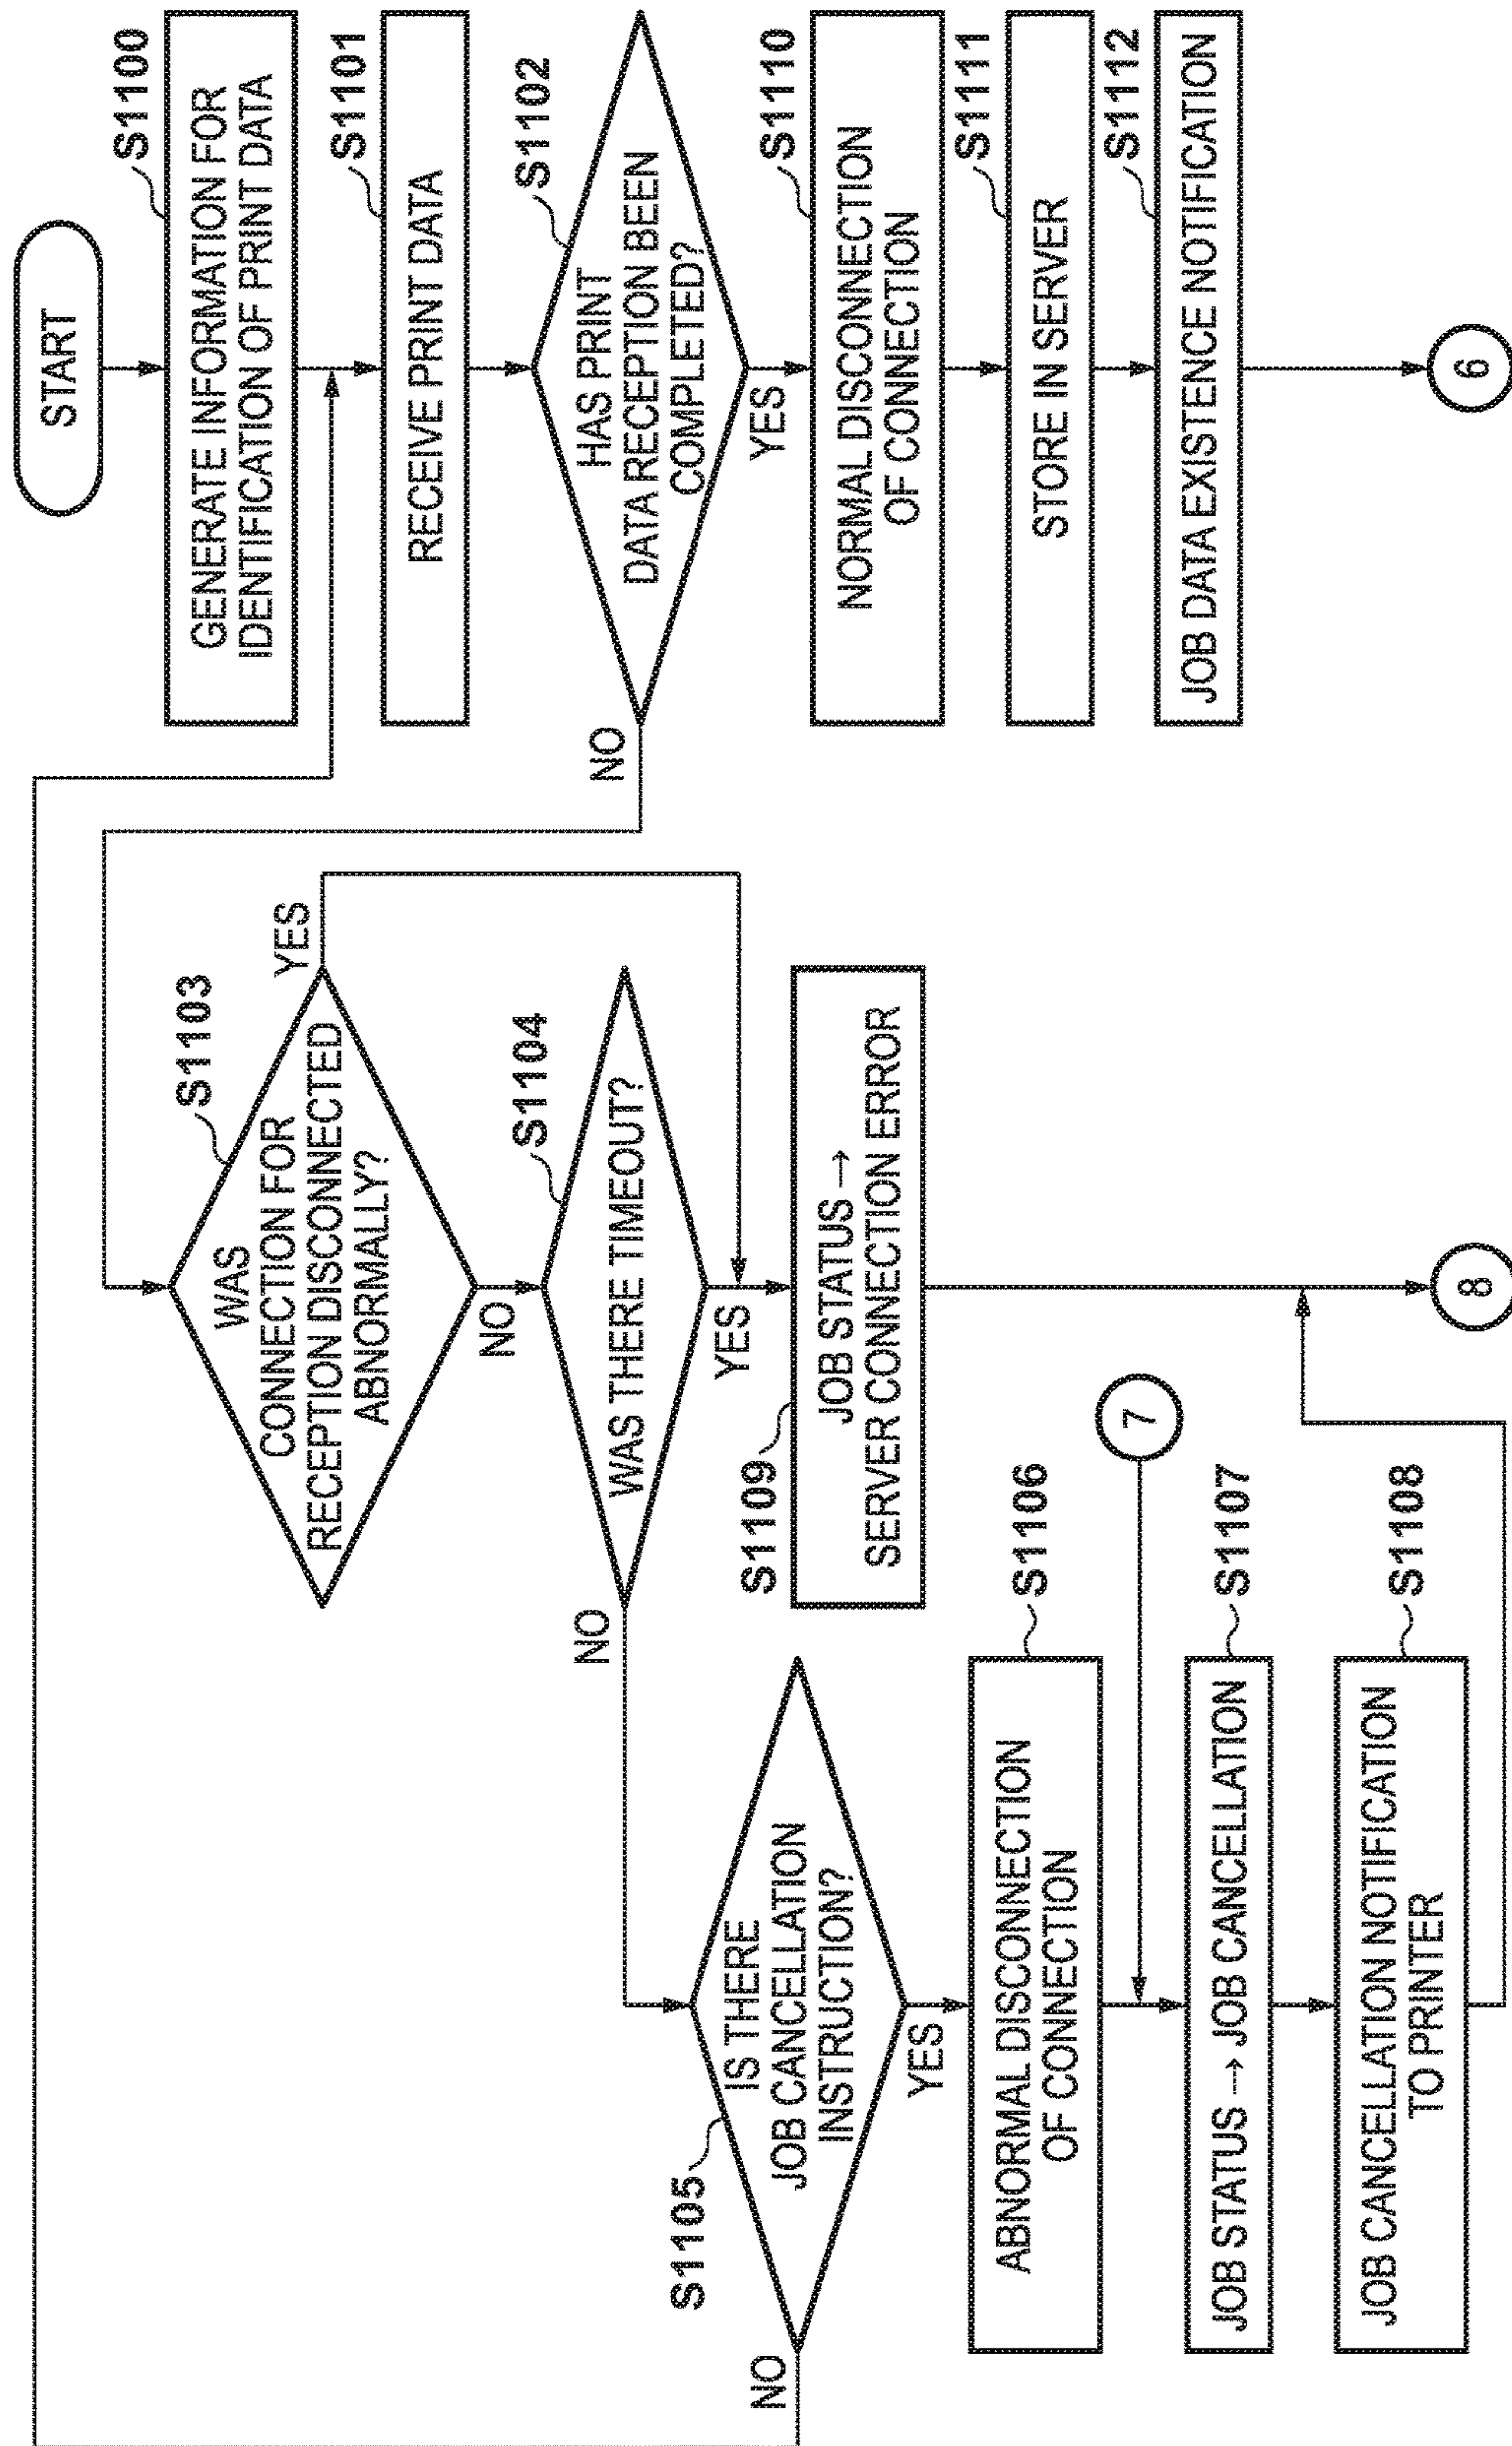 START
S1100
GENERATE INFORMATION FOR
IDENTIFICATION OF PRINT DATA
S1101
RECEIVE PRINT DATA
S1102
HAS PRINT
DATA RECEPTION BEEN
COMPLETED?
NO
YES
S1110
NORMAL DISCONNECTION
OF CONNECTION
S1111
STORE IN SERVER
S1112
JOB DATA EXISTENCE NOTIFICATION
6
S1103
WAS
CONNECTION FOR
RECEPTION DISCONNECTED
ABNORMALLY?
YES
NO
S1104
WAS THERE TIMEOUT?
NO
YES
S1109
JOB STATUS →
SERVER CONNECTION ERROR
8
S1105
IS THERE
JOB CANCELLATION
INSTRUCTION?
NO
YES
S1106
ABNORMAL DISCONNECTION
OF CONNECTION
7
S1107
JOB STATUS → JOB CANCELLATION
S1108
JOB CANCELLATION NOTIFICATION
TO PRINTER